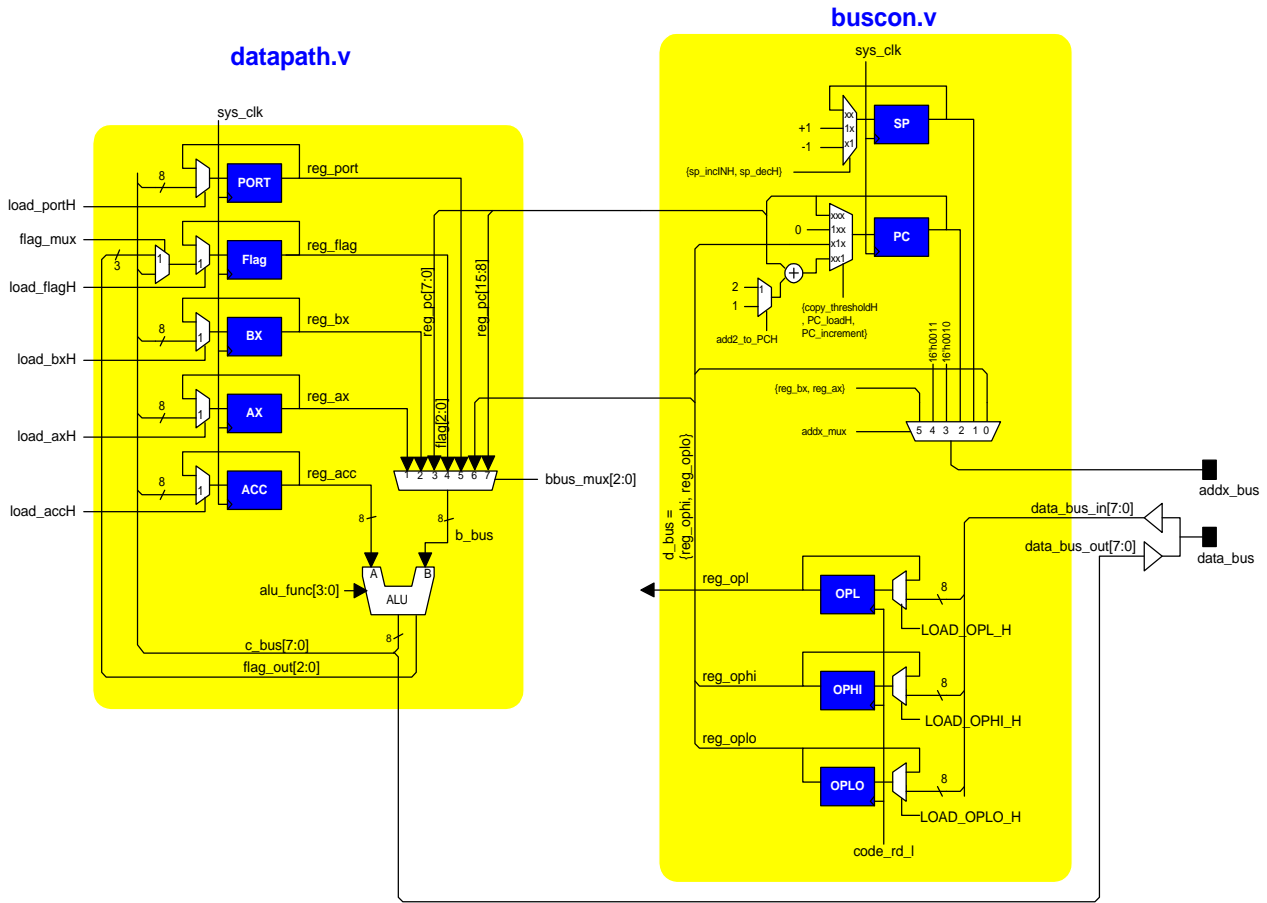 buscon.v
datapath.v
sys_clk
sys_clk
SP
xx
1x
x1
+1
-1
{sp_inclNH, sp_decH}
8
PORT
reg_port
load_portH
flag_mux
1
3
1
Flag
reg_flag
load_flagH
xxx
1xx
x1x
xx1
0
PC
+
2
1
1
add2_to_PCH
{copy_thresholdH
, PC_loadH,
PC_increment}
reg_pc[7:0]
reg_pc[15:8]
8
1
BX
reg_bx
load_bxH
16'h0011
16'h0010
{reg_bx, reg_ax}
8
1
AX
reg_ax
load_axH
flag[2:0]
addx_mux
5 4 3 2 1 0
8
1
ACC
reg_acc
load_accH
1 2 3 4 5 6 7
bbus_mux[2:0]
addx_bus
8
8
b_bus
d_bus =
{reg_ophi, reg_oplo}
data_bus_in[7:0]
data_bus_out[7:0]
data_bus
A
B
ALU
alu_func[3:0]
reg_opl
OPL
8
LOAD_OPL_H
8
c_bus[7:0]
flag_out[2:0]
reg_ophi
OPHI
8
LOAD_OPHI_H
reg_oplo
OPLO
8
LOAD_OPLO_H
code_rd_l